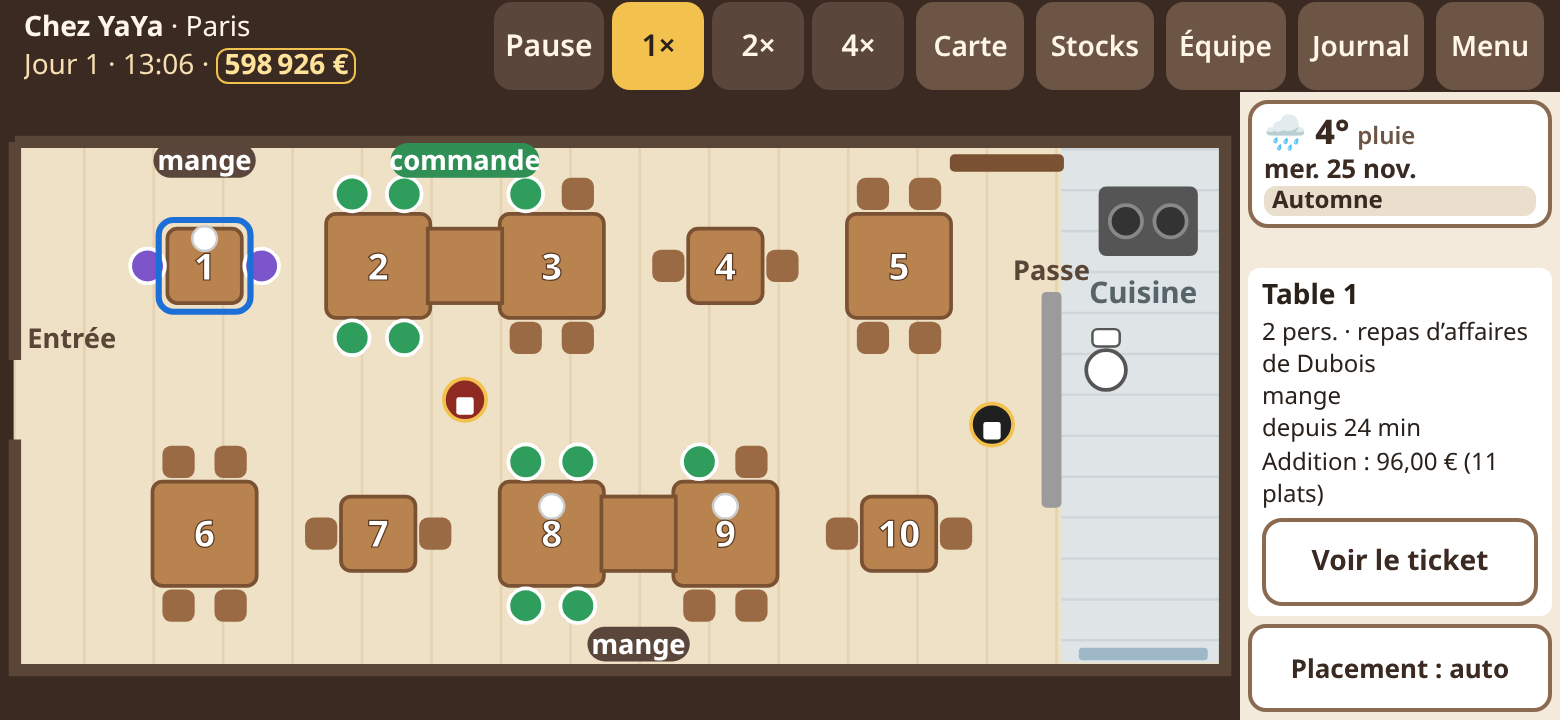 Chez YaYa · Paris
Jour 1 · 13:06 · 598 926 €
Pause
1×
2×
4×
Carte
Stocks
Équipe
Journal
Menu
mange
commande
1
2
3
4
5
Passe
Cuisine
Entrée
6
7
8
9
10
mange
4° pluie
mer. 25 nov.
Automne
Table 1
2 pers. · repas d’affaires
de Dubois
mange
depuis 24 min
Addition : 96,00 € (11
plats)
Voir le ticket
Placement : auto